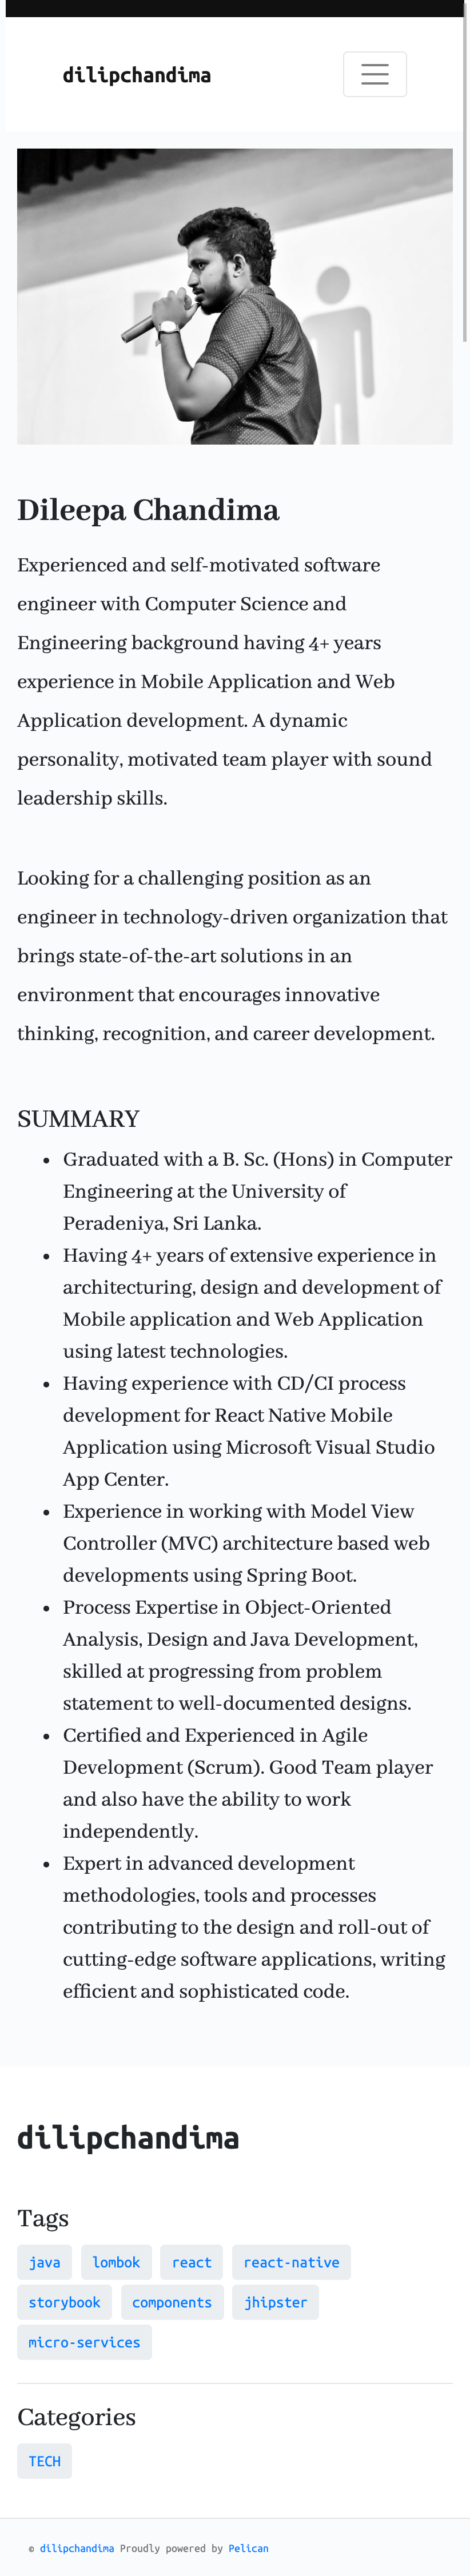 dilipchandima
Dileepa Chandima
Experienced and self-motivated software
engineer with Computer Science and
Engineering background having 4+ years
experience in Mobile Application and Web
Application development. A dynamic
personality, motivated team player with sound
leadership skills.
Looking for a challenging position as an
engineer in technology-driven organization that
brings state-of-the-art solutions in an
environment that encourages innovative
thinking, recognition, and career development.
SUMMARY
• Graduated with a B. Sc. (Hons) in Computer
Engineering at the University of
Peradeniya, Sri Lanka.
• Having 4+ years of extensive experience in
architecturing, design and development of
Mobile application and Web Application
using latest technologies.
• Having experience with CD/CI process
development for React Native Mobile
Application using Microsoft Visual Studio
App Center.
• Experience in working with Model View
Controller (MVC) architecture based web
developments using Spring Boot.
• Process Expertise in Object-Oriented
Analysis, Design and Java Development,
skilled at progressing from problem
statement to well-documented designs.
• Certified and Experienced in Agile
Development (Scrum). Good Team player
and also have the ability to work
independently.
• Expert in advanced development
methodologies, tools and processes
contributing to the design and roll-out of
cutting-edge software applications, writing
efficient and sophisticated code.
dilipchandima
Tags
java lombok react react-native
storybook components jhipster
micro-services
Categories
TECH
© dilipchandima Proudly powered by Pelican